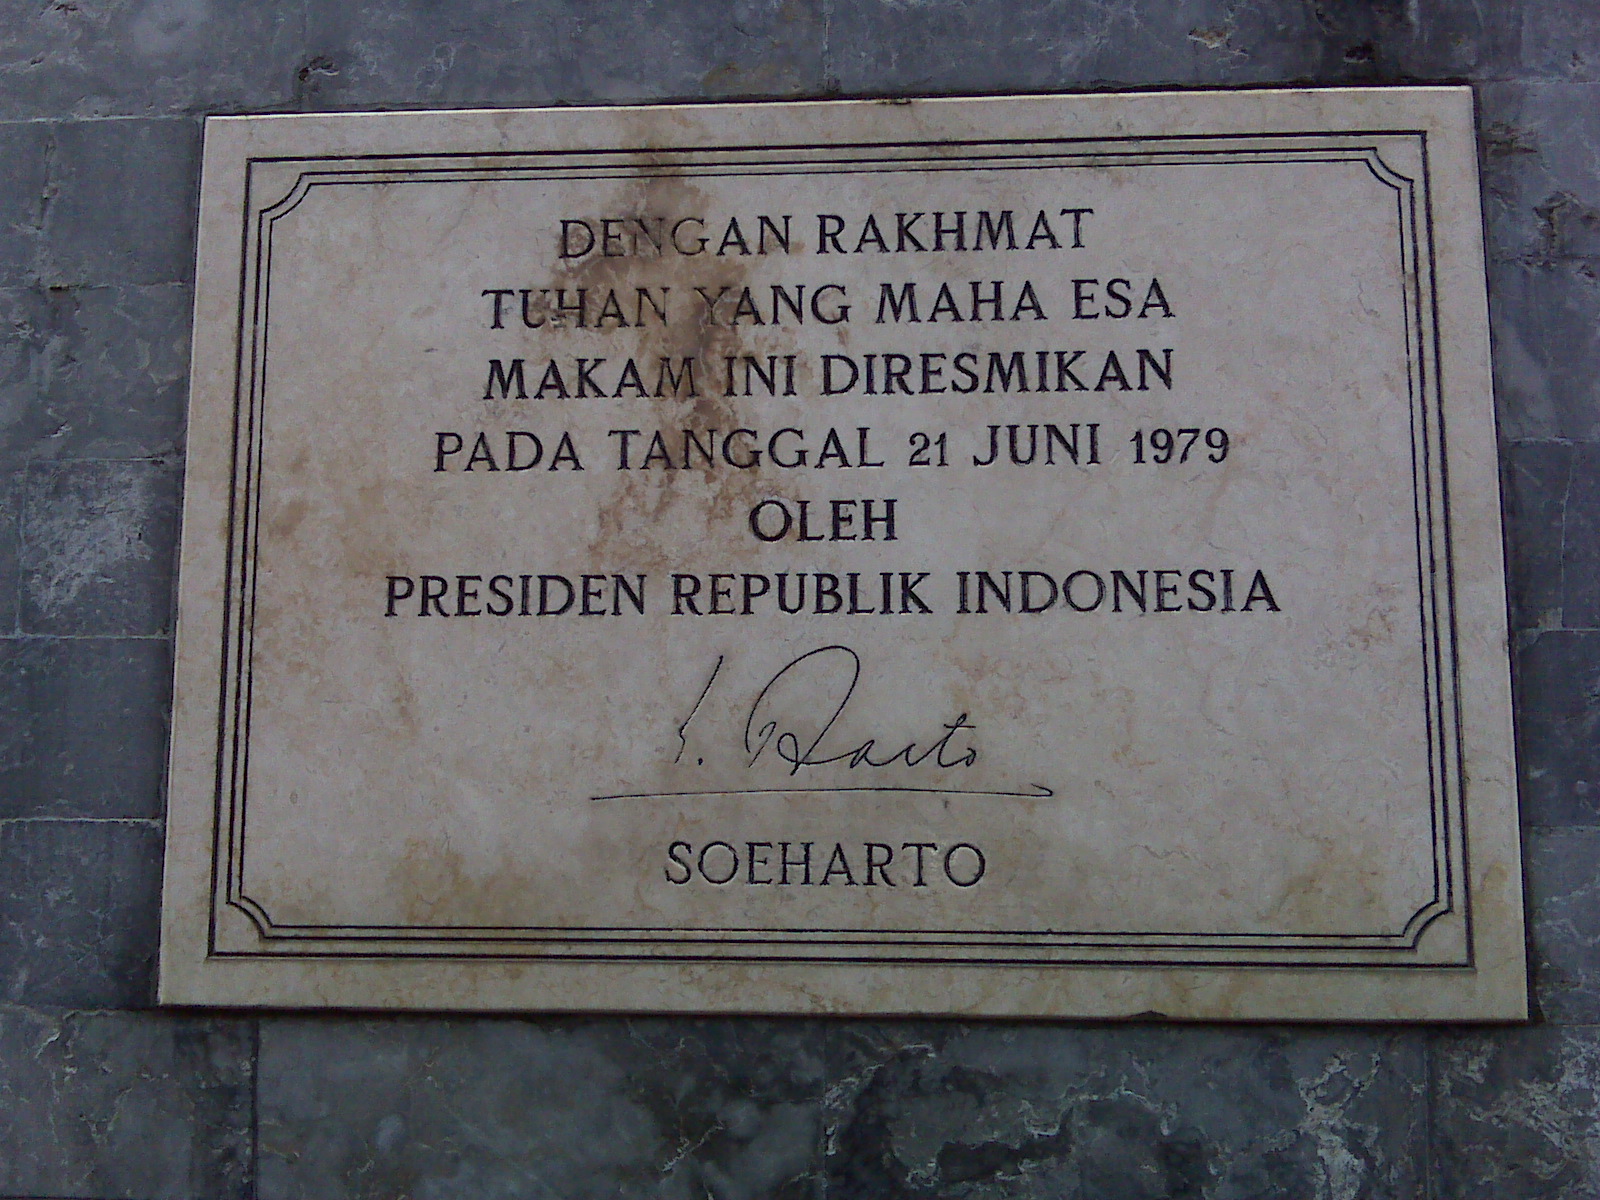 DENGAN RAKHMAT
TUHAN YANG MAHA ESA
MAKAM INI DIRESMIKAN
PADA TANGGAL 21 JUNI 1979
OLEH
PRESIDEN REPUBLIK INDONESIA
SOEHARTO